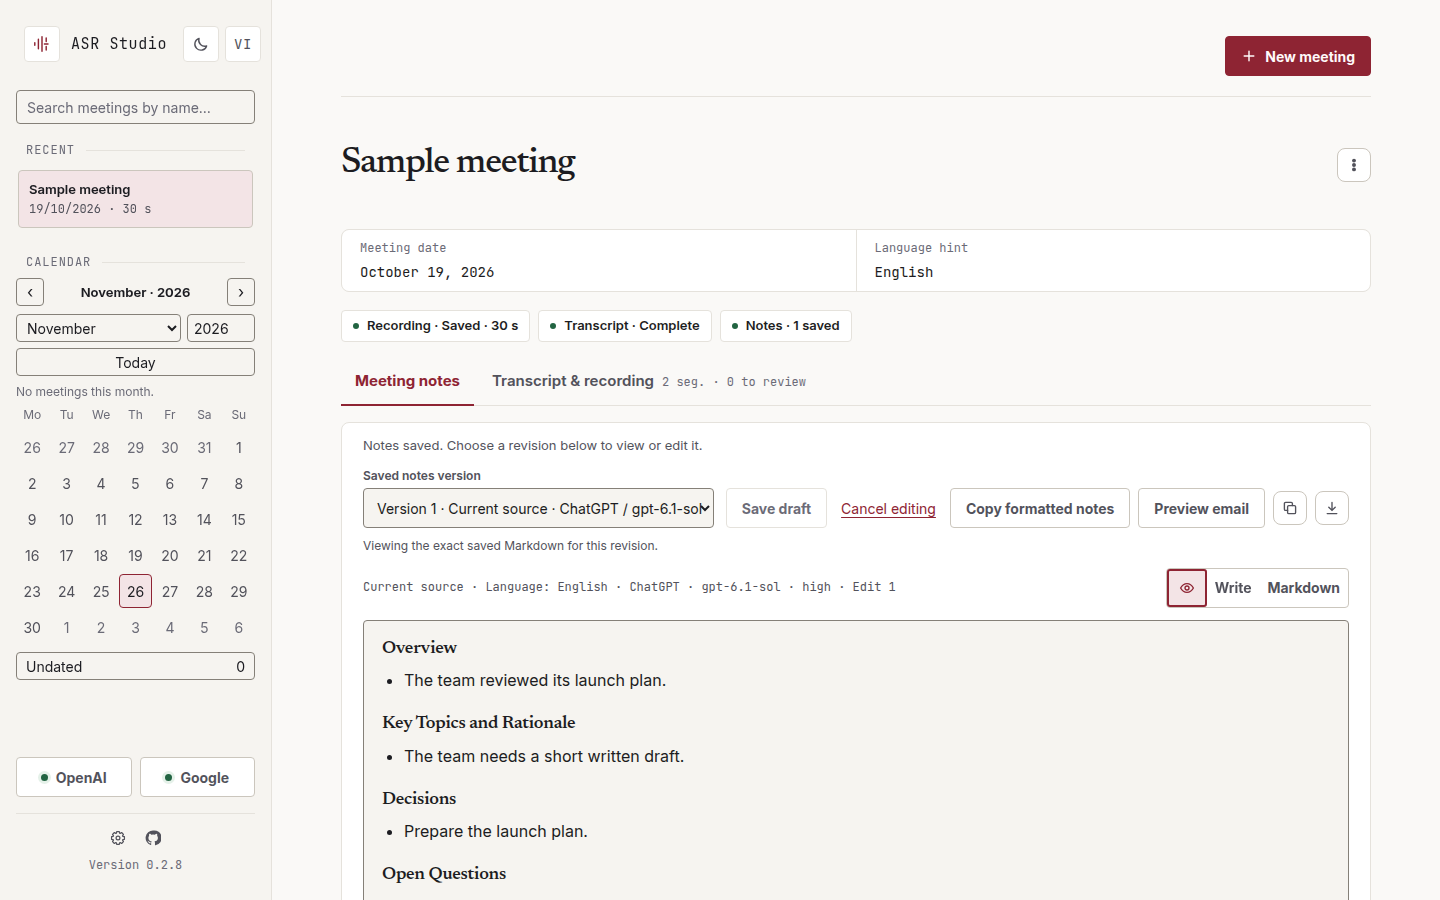 ASR Studio
VI
Search meetings by name...
RECENT
Sample meeting
19/10/2026 · 30 s
CALENDAR
‹ November · 2026 ›
November 2026
Today
No meetings this month.
Mo Tu We Th Fr Sa Su
26 27 28 29 30 31 1
2 3 4 5 6 7 8
9 10 11 12 13 14 15
16 17 18 19 20 21 22
23 24 25 26 27 28 29
30 1 2 3 4 5 6
Undated 0
OpenAI Google
Version 0.2.8
+ New meeting
Sample meeting
Meeting date
October 19, 2026
Language hint
English
Recording · Saved · 30 s
Transcript · Complete
Notes · 1 saved
Meeting notes
Transcript & recording 2 seg. · 0 to review
Notes saved. Choose a revision below to view or edit it.
Saved notes version
Version 1 · Current source · ChatGPT / gpt-6.1-sol
Save draft
Cancel editing
Copy formatted notes
Preview email
Viewing the exact saved Markdown for this revision.
Current source · Language: English · ChatGPT · gpt-6.1-sol · high · Edit 1
Write Markdown
Overview
• The team reviewed its launch plan.
Key Topics and Rationale
• The team needs a short written draft.
Decisions
• Prepare the launch plan.
Open Questions